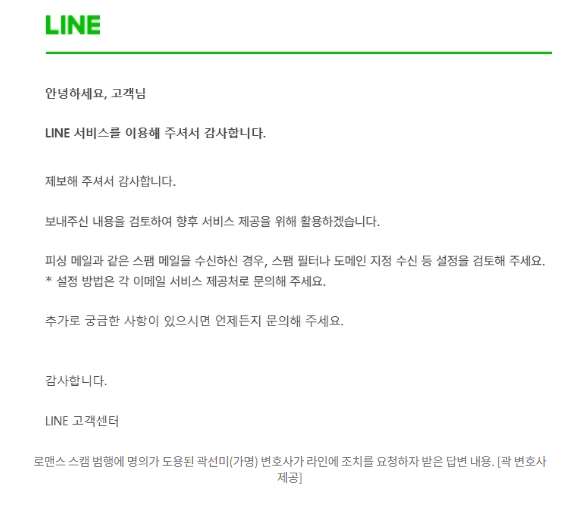 LINE
안녕하세요, 고객님
LINE 서비스를 이용해 주셔서 감사합니다.
제보해 주셔서 감사합니다.
보내주신 내용을 검토하여 향후 서비스 제공을 위해 활용하겠습니다.
피싱 메일과 같은 스팸 메일을 수신하신 경우, 스팸 필터나 도메인 지정 수신 등 설정을 검토해 주세요.
* 설정 방법은 각 이메일 서비스 제공처로 문의해 주세요.
추가로 궁금한 사항이 있으시면 언제든지 문의해 주세요.
감사합니다.
LINE 고객센터
로맨스 스캠 범행에 명의가 도용된 곽선미(가명) 변호사가 라인에 조치를 요청하자 받은 답변 내용. [곽 변호사
제공]